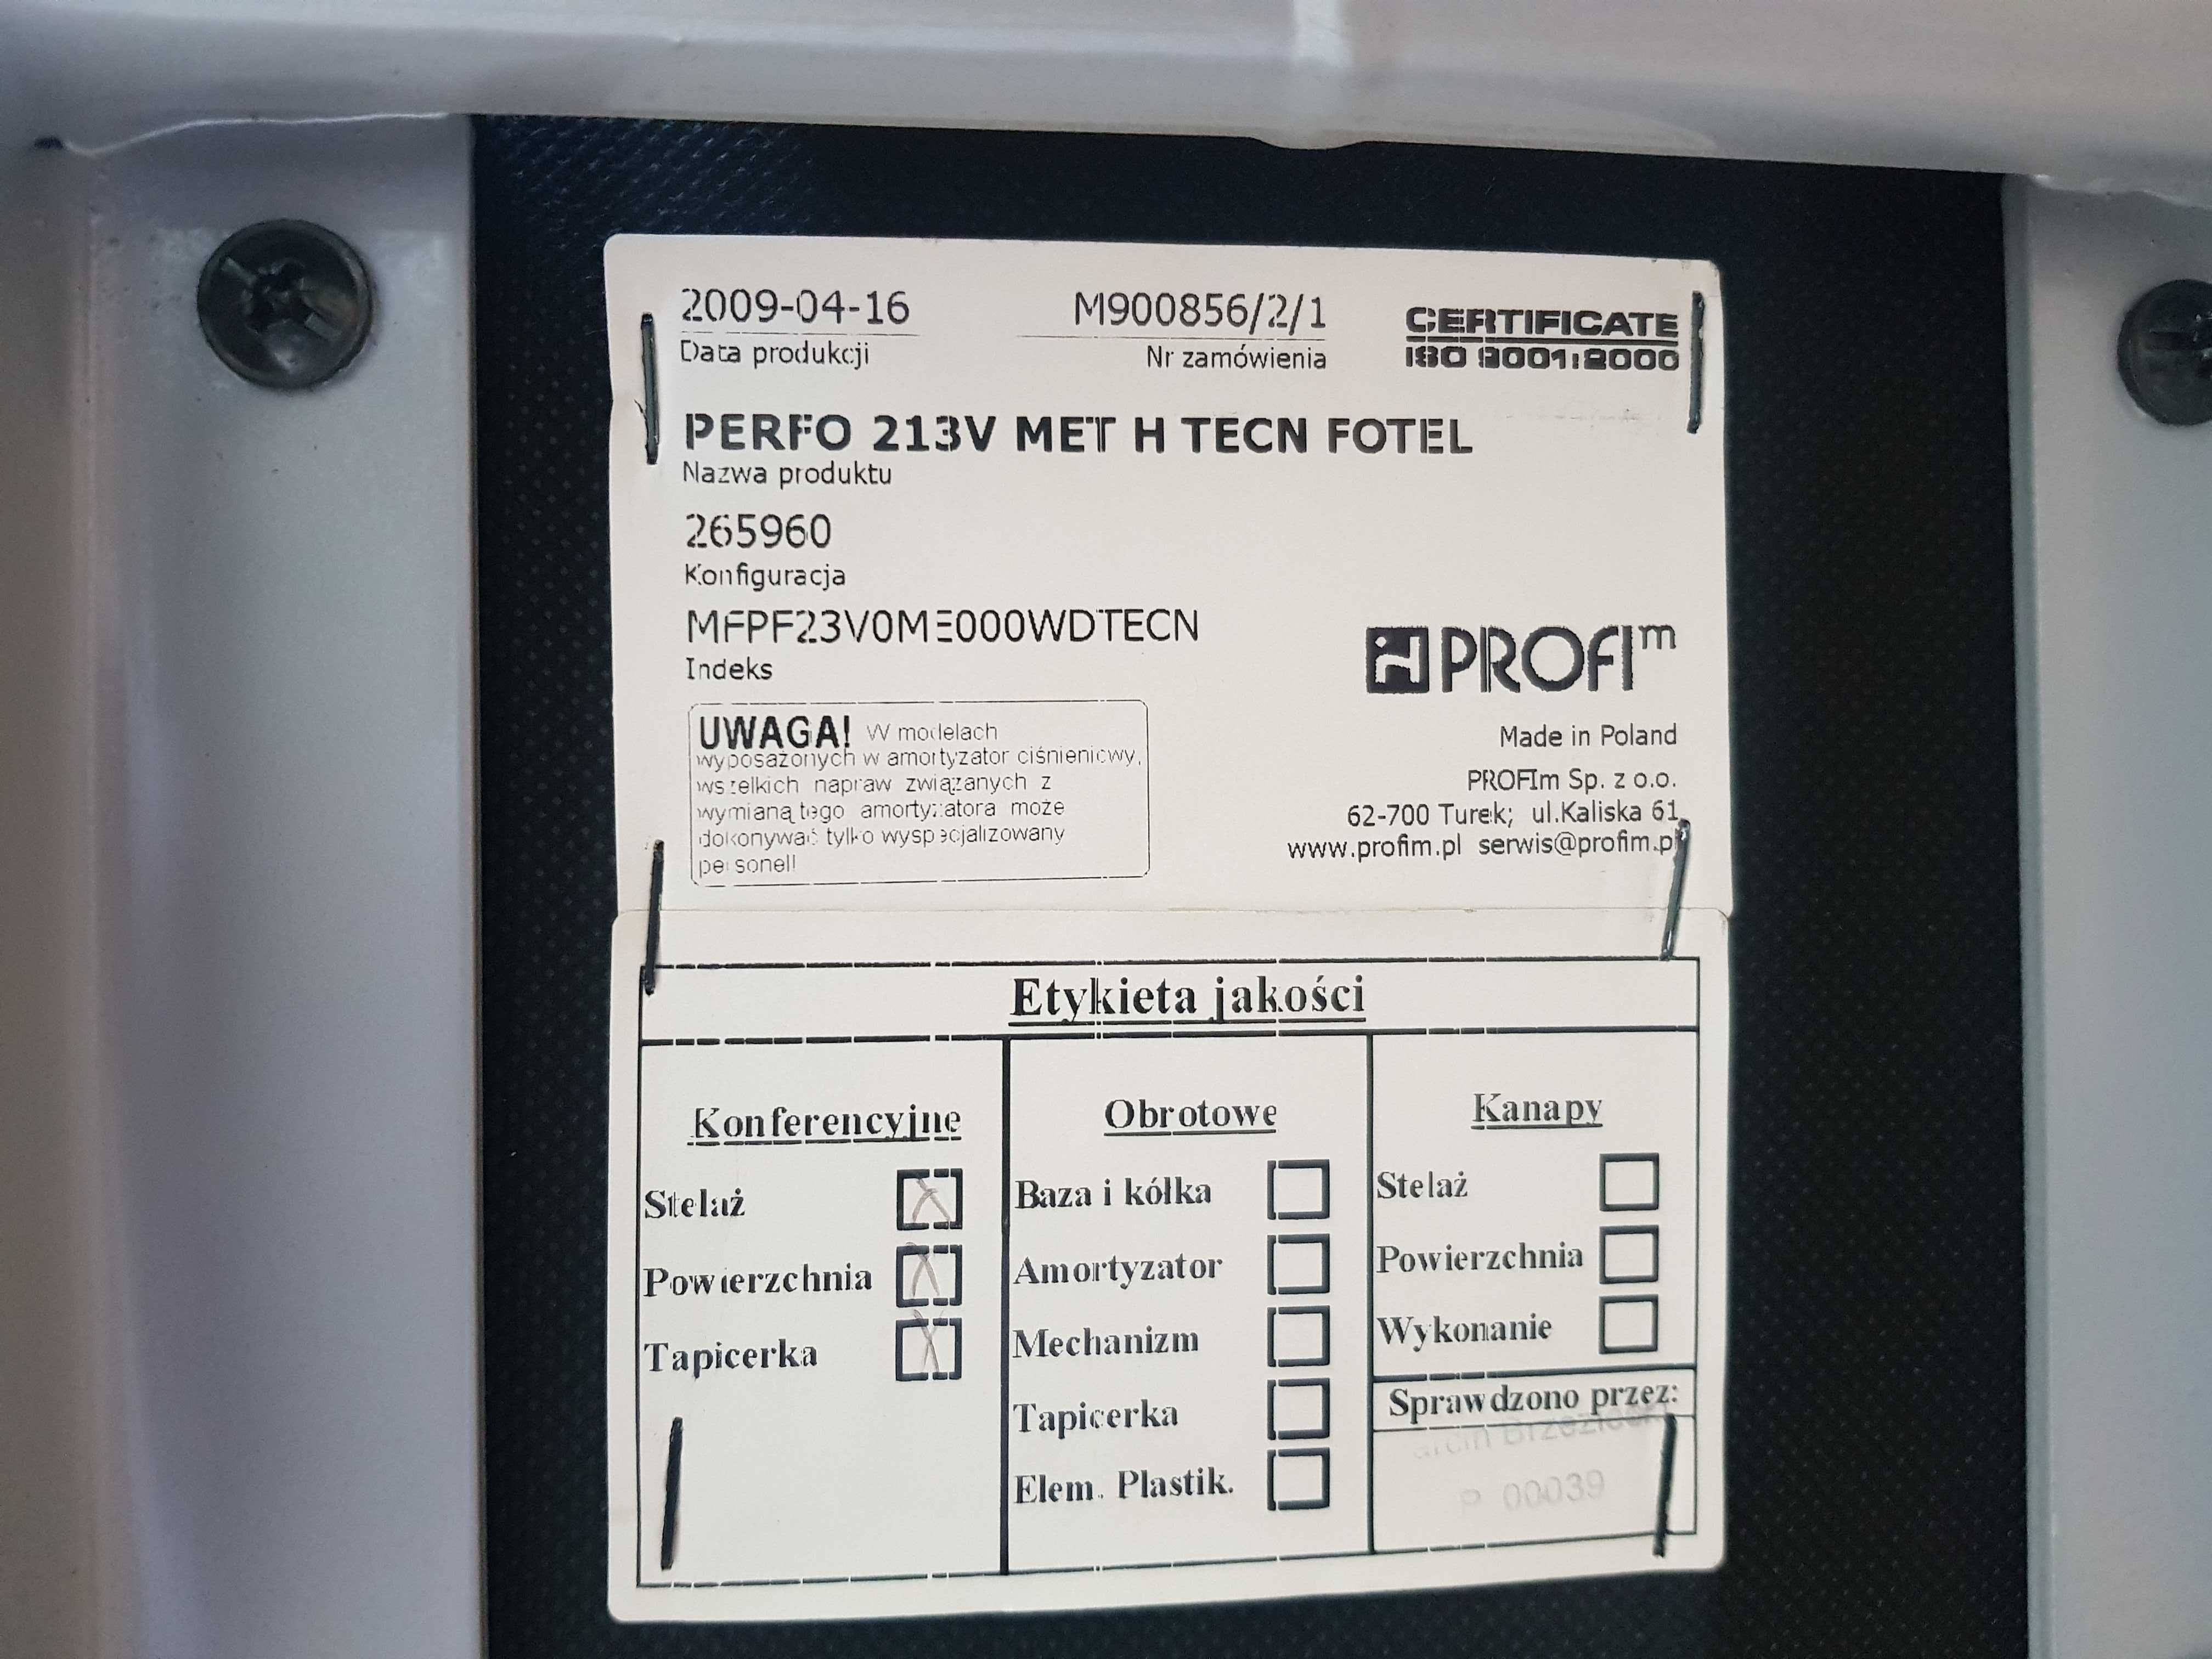 2009-04-16 M900856/2/1 CERTIFICATE
Data produkcji Nr zamówienia ISO 9001:2000
PERFO 213V MET H TECN FOTEL
Nazwa produktu
265960
Konfiguracja
MFPF23V0ME000WDTECN
Indeks
PROFIm
UWAGA! W modelach
wyposażonych w amortyzator ciśnieniowy,
wszelkich napraw związanych z
wymianą tego amortyzatora może
dokonywać tylko wyspecjalizowany
personel!
Made in Poland
PROFIm Sp. z o.o.
62-700 Turek; ul.Kaliska 61
www.profim.pl serwis@profim.pl
Etykieta jakości
Konferencyjne
Stelaż
Powierzchnia
Tapicerka
Obrotowe
Baza i kółka
Amortyzator
Mechanizm
Tapicerka
Elem. Plastik.
Kanapy
Stelaż
Powierzchnia
Wykonanie
Sprawdzono przez:
P 00039